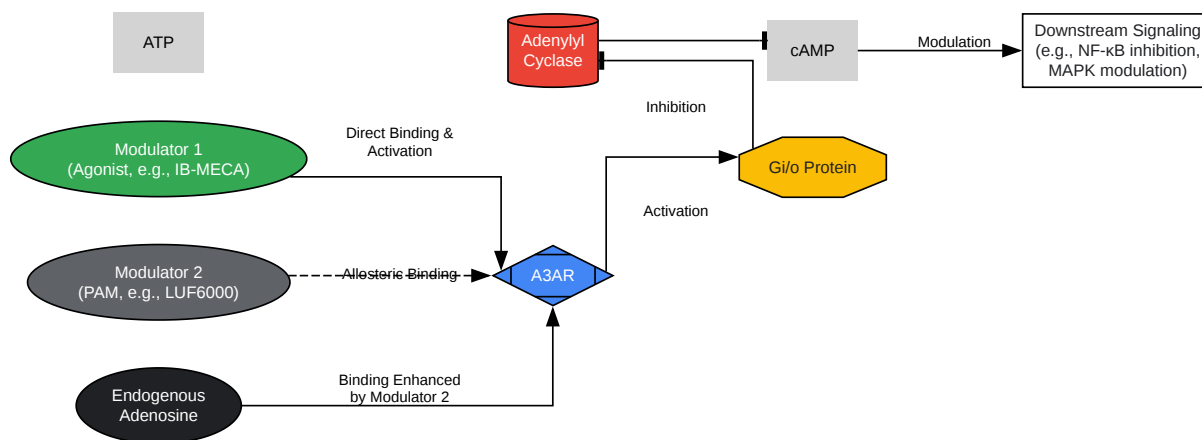 ATP
Adenylyl
Cyclase
cAMP
Modulation
Downstream Signaling
(e.g., NF-κB inhibition,
MAPK modulation)
Inhibition
Direct Binding &
Activation
Modulator 1
(Agonist, e.g., IB-MECA)
Gi/o Protein
Activation
Modulator 2
(PAM, e.g., LUF6000)
Allosteric Binding
A3AR
Endogenous
Adenosine
Binding Enhanced
by Modulator 2